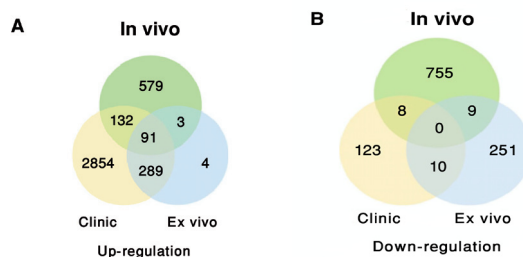 A
In vivo
579
132
3
91
2854
289
4
Clinic
Ex vivo
Up-regulation
B
In vivo
755
8
9
0
123
251
10
Clinic
Ex vivo
Down-regulation